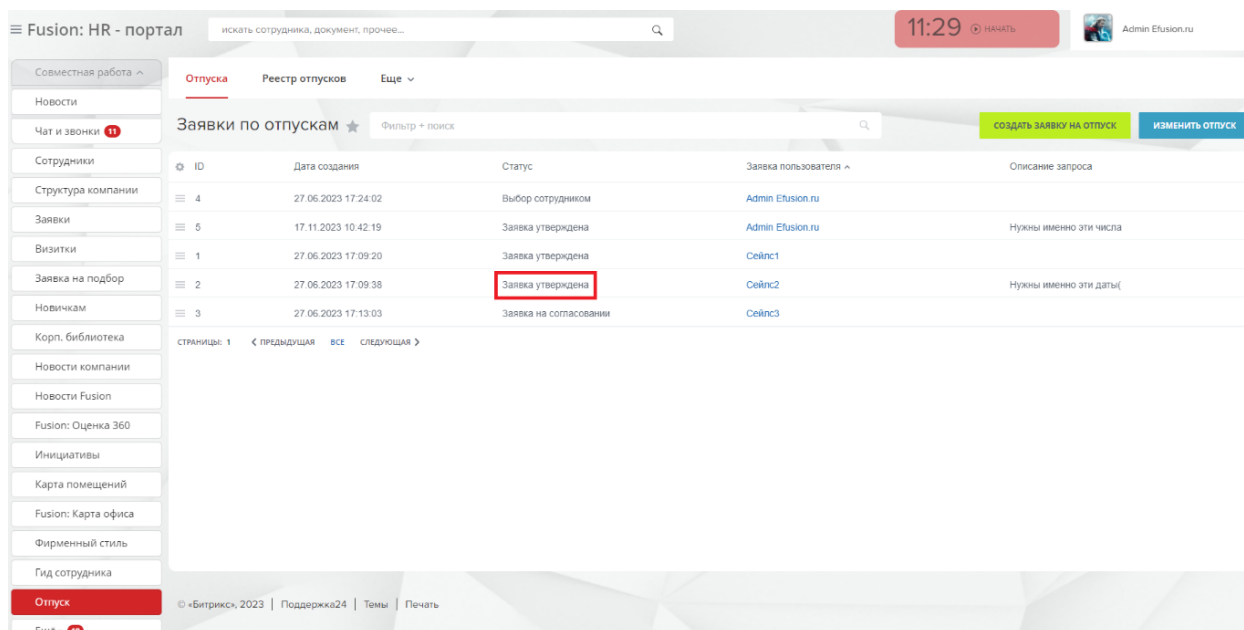 Fusion: HR - портал
искать сотрудника, документ, прочее...
11:29 НАЧАТЬ
Admin Efusion.ru
Совместная работа
Новости
Чат и звонки 11
Сотрудники
Структура компании
Заявки
Визитки
Заявка на подбор
Новичкам
Корп. библиотека
Новости компании
Новости Fusion
Fusion: Оценка 360
Инициативы
Карта помещений
Fusion: Карта офиса
Фирменный стиль
Гид сотрудника
Отпуск
Отпуска Реестр отпусков Еще
Заявки по отпускам Фильтр + поиск СОЗДАТЬ ЗАЯВКУ НА ОТПУСК ИЗМЕНИТЬ ОТПУСК
ID Дата создания Статус Заявка пользователя Описание запроса
4 27.06.2023 17:24:02 Выбор сотрудником Admin Efusion.ru
5 17.11.2023 10:42:19 Заявка утверждена Admin Efusion.ru Нужны именно эти числа
1 27.06.2023 17:09:20 Заявка утверждена Сейлс1
2 27.06.2023 17:09:38 Заявка утверждена Сейлс2 Нужны именно эти даты(
3 27.06.2023 17:13:03 Заявка на согласовании Сейлс3
СТРАНИЦЫ: 1 ПРЕДЫДУЩАЯ ВСЕ СЛЕДУЮЩАЯ
© «Битрикс», 2023 | Поддержка24 | Темы | Печать